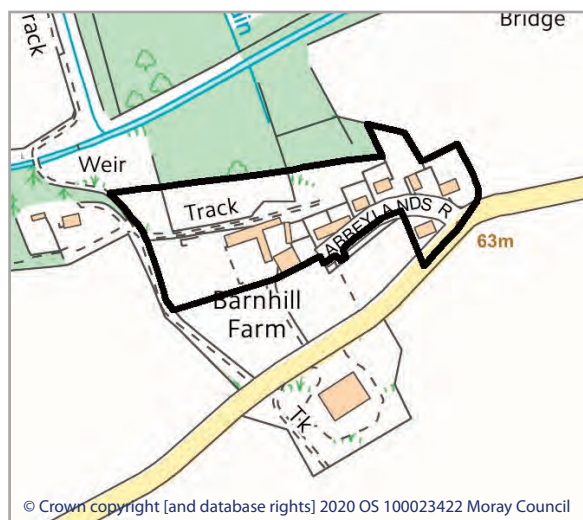 Bridge
Track
ain
Weir
Track
ABBEYLANDS R
63m
Barnhill
Farm
Tk
© Crown copyright [and database rights] 2020 OS 100023422 Moray Council